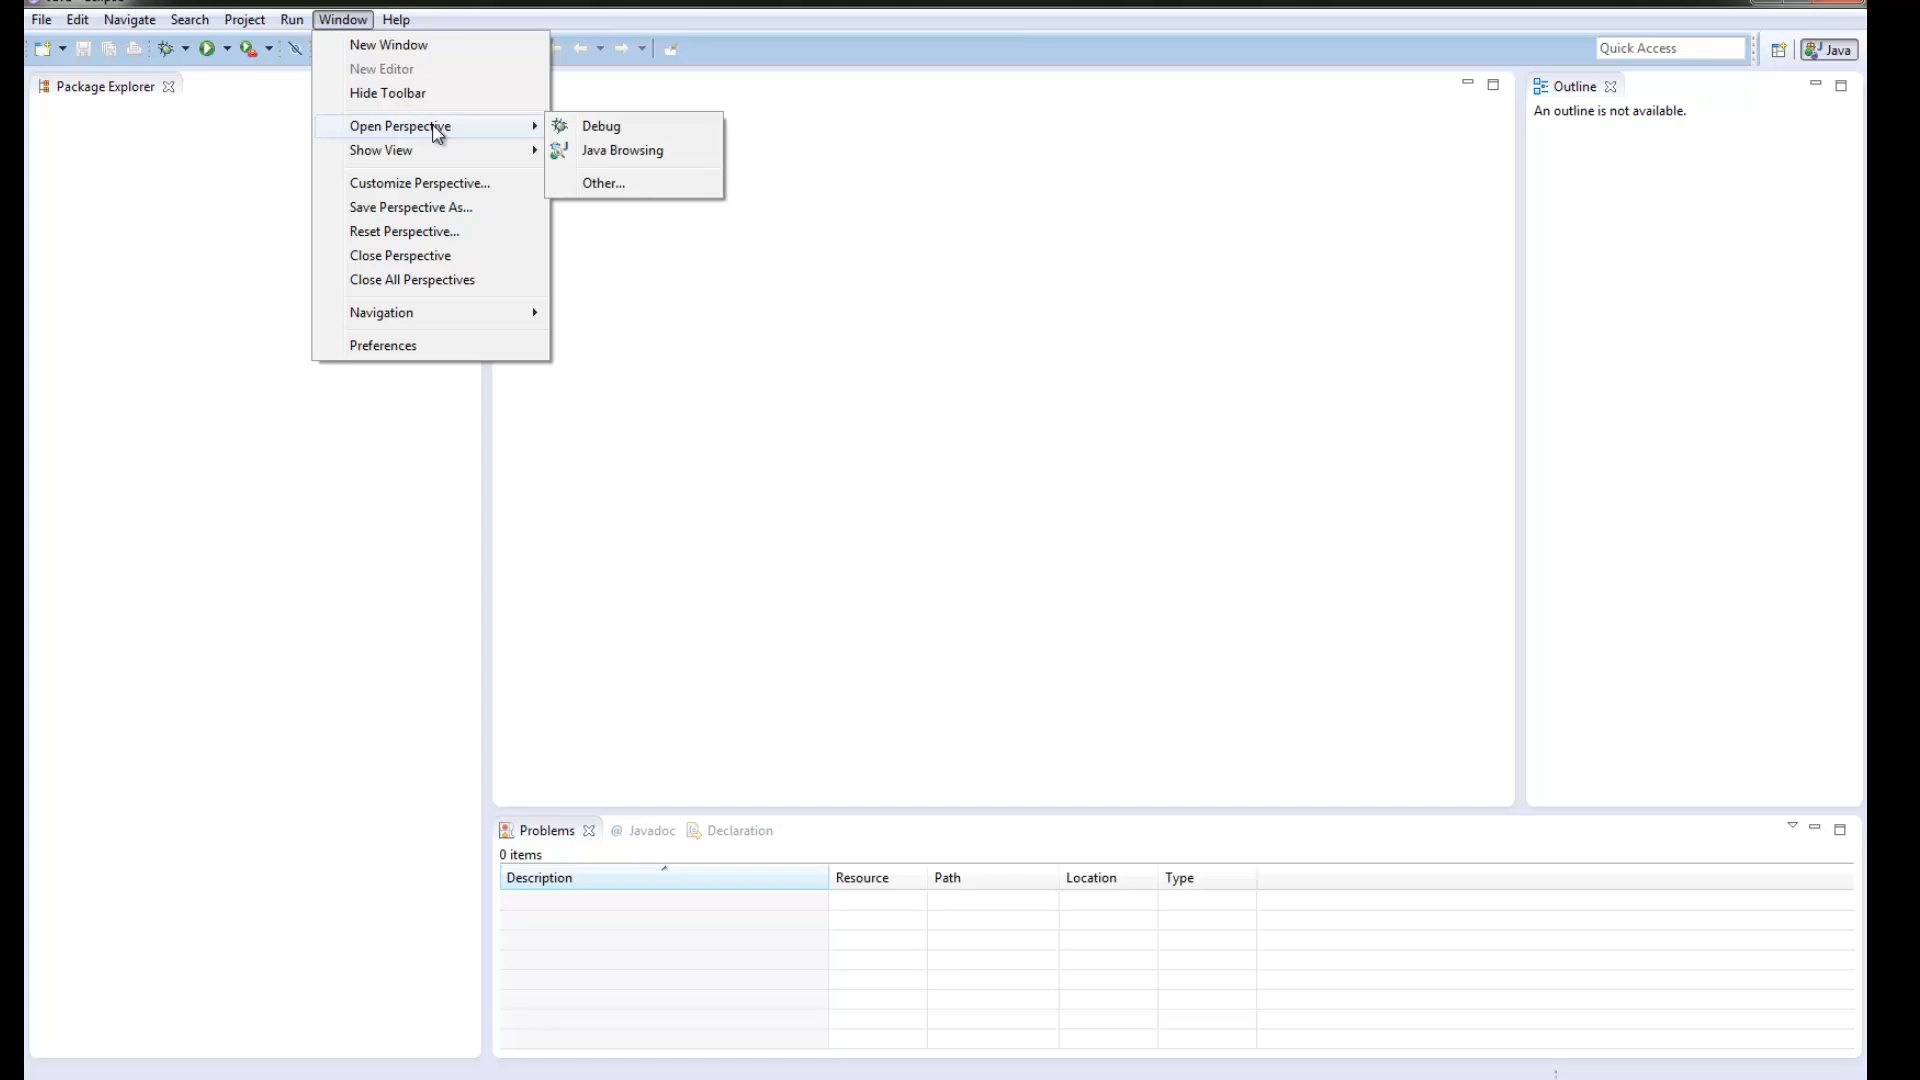 File Edit Navigate Search Project Run Window Help
Quick Access
Java
Package Explorer
New Window
New Editor
Hide Toolbar
Open Perspective
Show View
Customize Perspective...
Save Perspective As...
Reset Perspective...
Close Perspective
Close All Perspectives
Navigation
Preferences
Debug
Java Browsing
Other...
Outline
An outline is not available.
Problems @ Javadoc Declaration
0 items
Description Resource Path Location Type